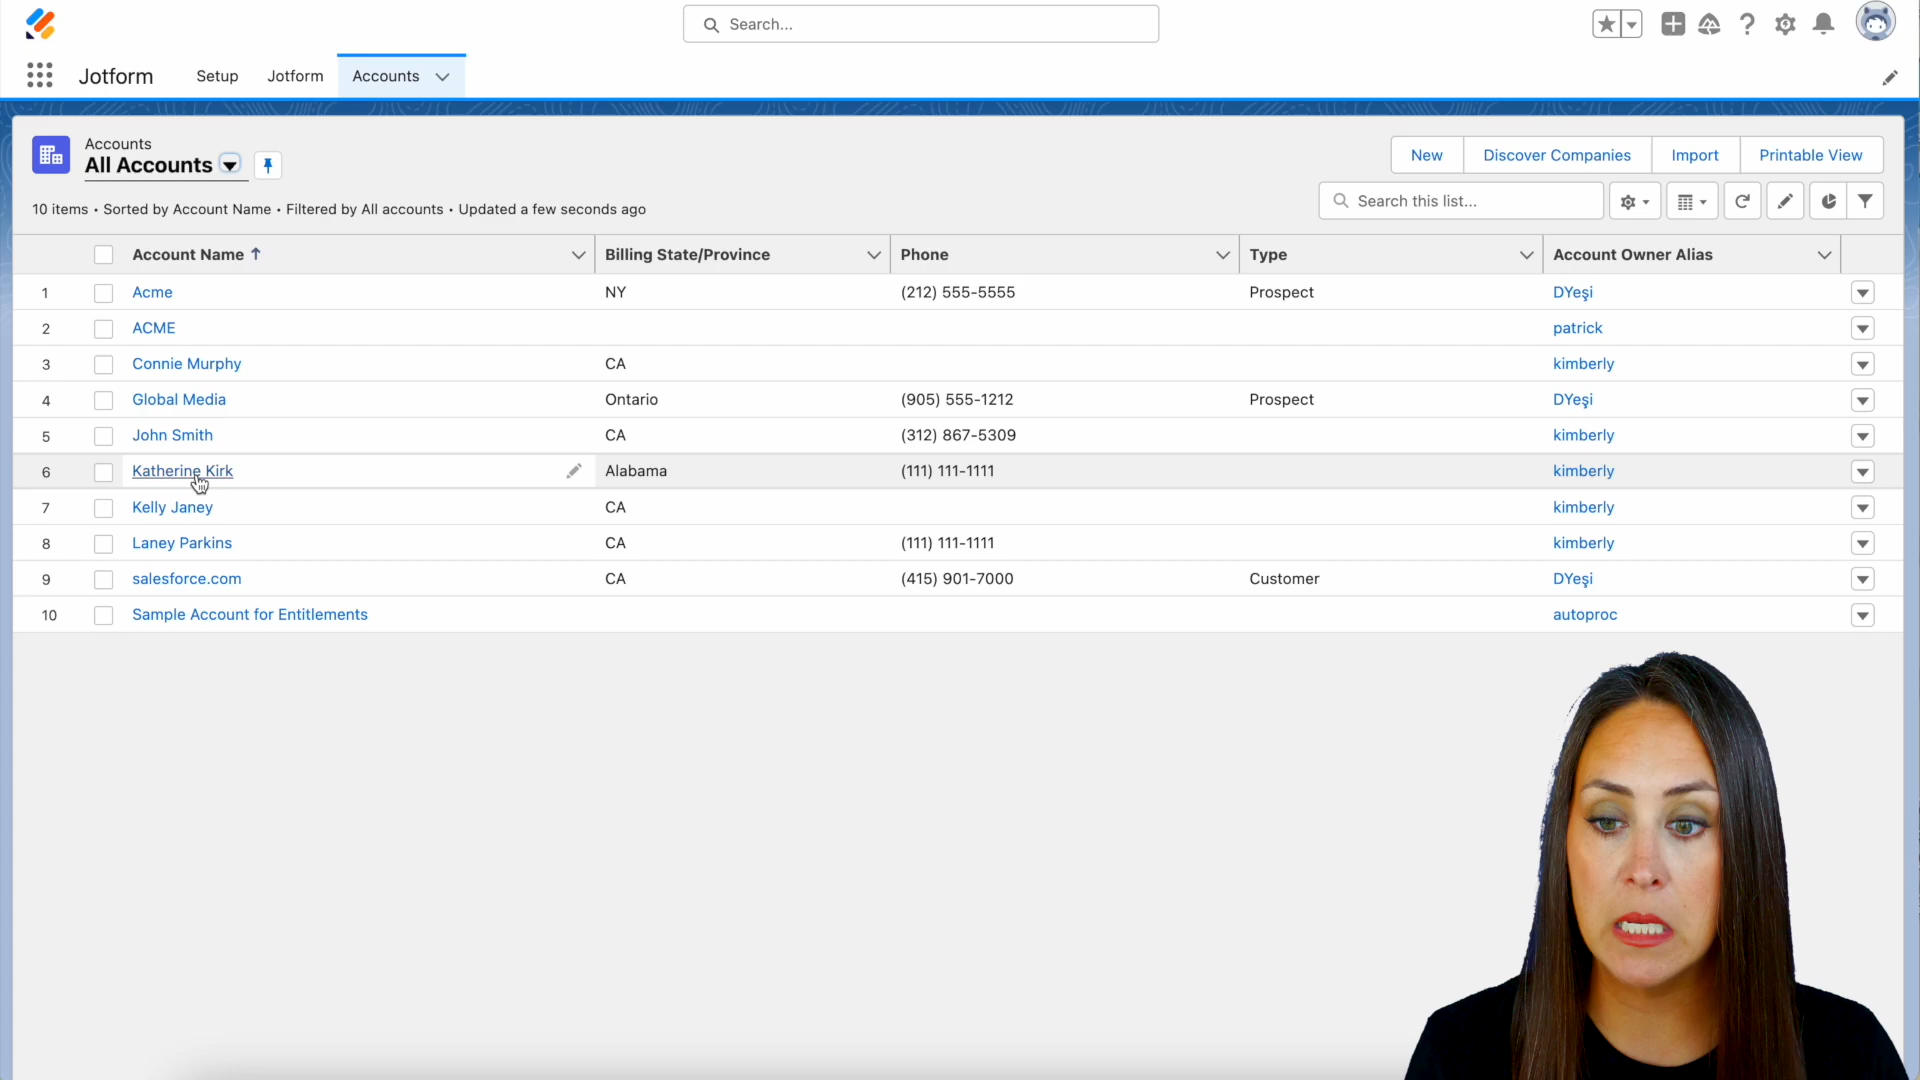 Search...
Jotform Setup Jotform Accounts
Accounts
All Accounts
New Discover Companies Import Printable View
10 items • Sorted by Account Name • Filtered by All accounts • Updated a few seconds ago
Search this list...
Account Name Billing State/Province Phone Type Account Owner Alias
1 Acme NY (212) 555-5555 Prospect DYeşi
2 ACME patrick
3 Connie Murphy CA kimberly
4 Global Media Ontario (905) 555-1212 Prospect DYeşi
5 John Smith CA (312) 867-5309 kimberly
6 Katherine Kirk Alabama (111) 111-1111 kimberly
7 Kelly Janey CA kimberly
8 Laney Parkins CA (111) 111-1111 kimberly
9 salesforce.com CA (415) 901-7000 Customer DYeşi
10 Sample Account for Entitlements autoproc